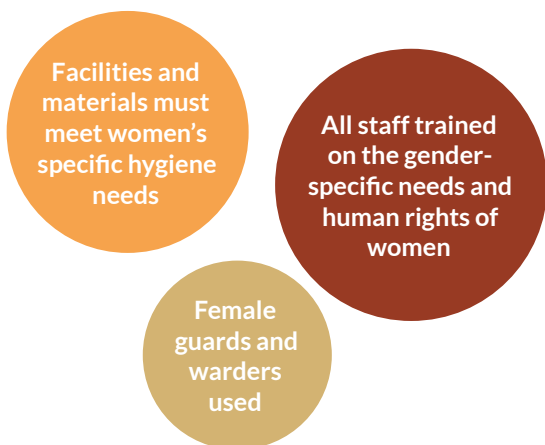 Facilities and
materials must
meet women’s
specific hygiene
needs
All staff trained
on the gender-
specific needs and
human rights of
women
Female
guards and
warders
used